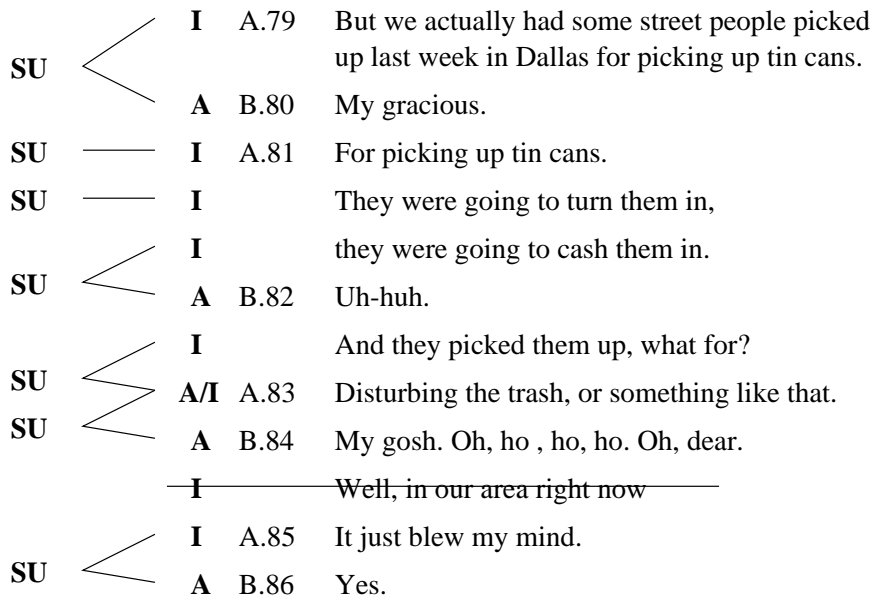 I A.79 But we actually had some street people picked
SU up last week in Dallas for picking up tin cans.
A B.80 My gracious.
SU I A.81 For picking up tin cans.
SU I They were going to turn them in,
I they were going to cash them in.
SU
A B.82 Uh-huh.
I And they picked them up, what for?
SU
A/I A.83 Disturbing the trash, or something like that.
SU
A B.84 My gosh. Oh, ho , ho, ho. Oh, dear.
I Well, in our area right now
I A.85 It just blew my mind.
SU
A B.86 Yes.